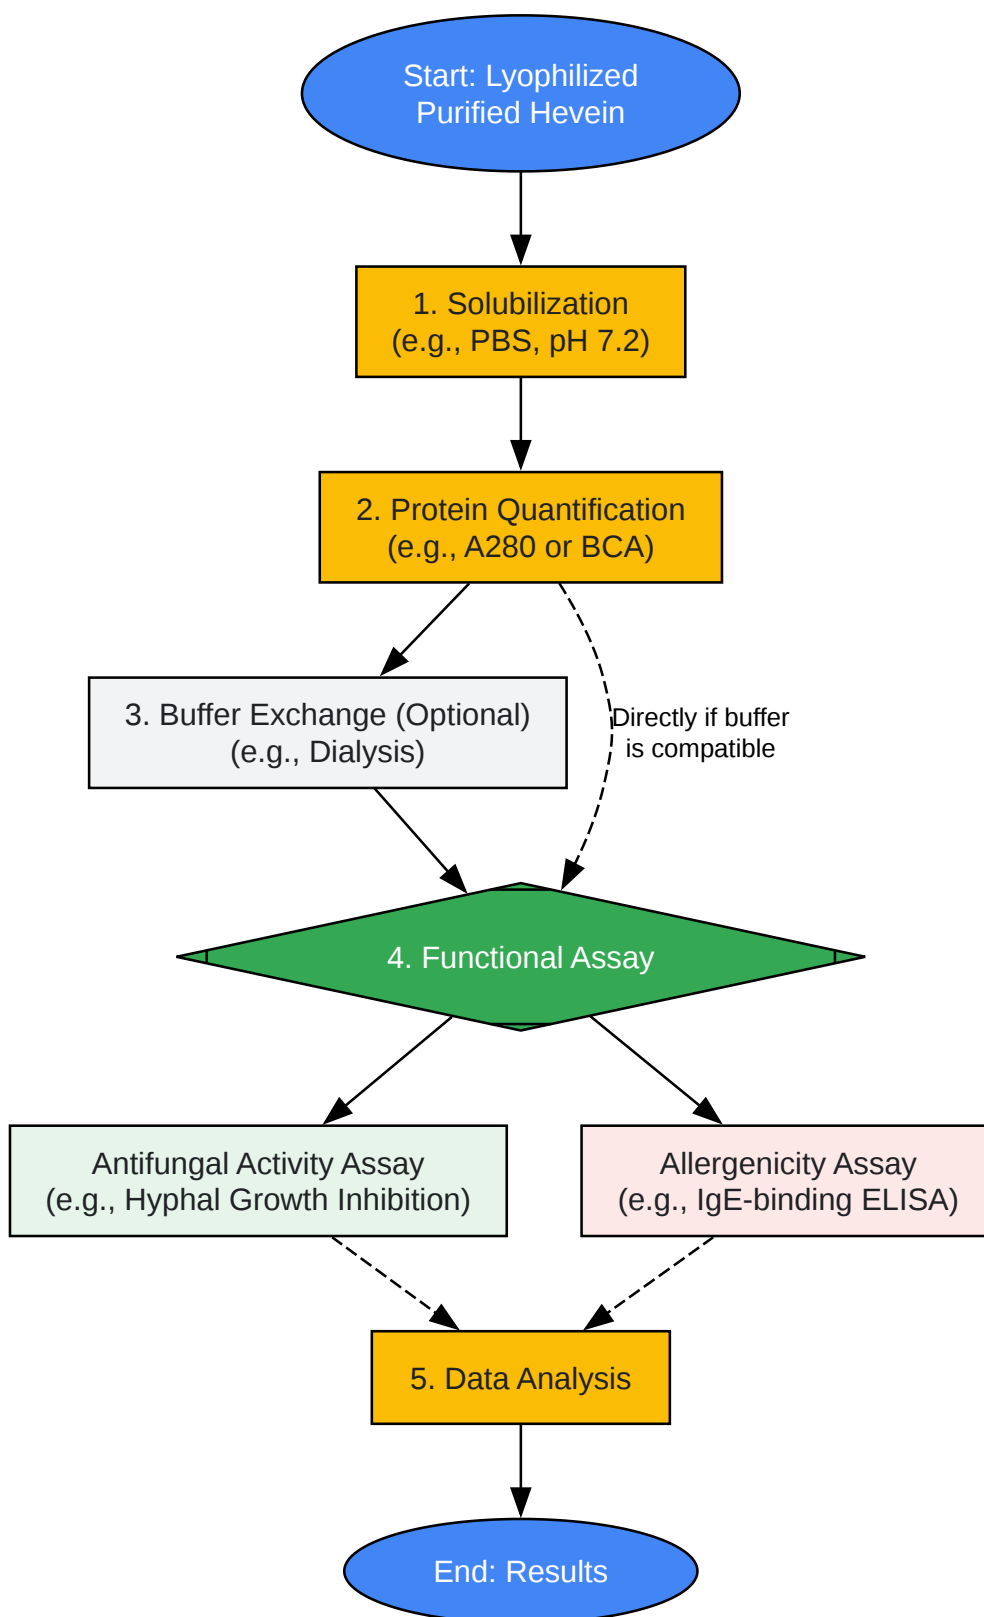 Start: Lyophilized
Purified Hevein
1. Solubilization
(e.g., PBS, pH 7.2)
2. Protein Quantification
(e.g., A280 or BCA)
3. Buffer Exchange (Optional)
(e.g., Dialysis)
Directly if buffer
is compatible
4. Functional Assay
Antifungal Activity Assay
(e.g., Hyphal Growth Inhibition)
Allergenicity Assay
(e.g., IgE-binding ELISA)
5. Data Analysis
End: Results